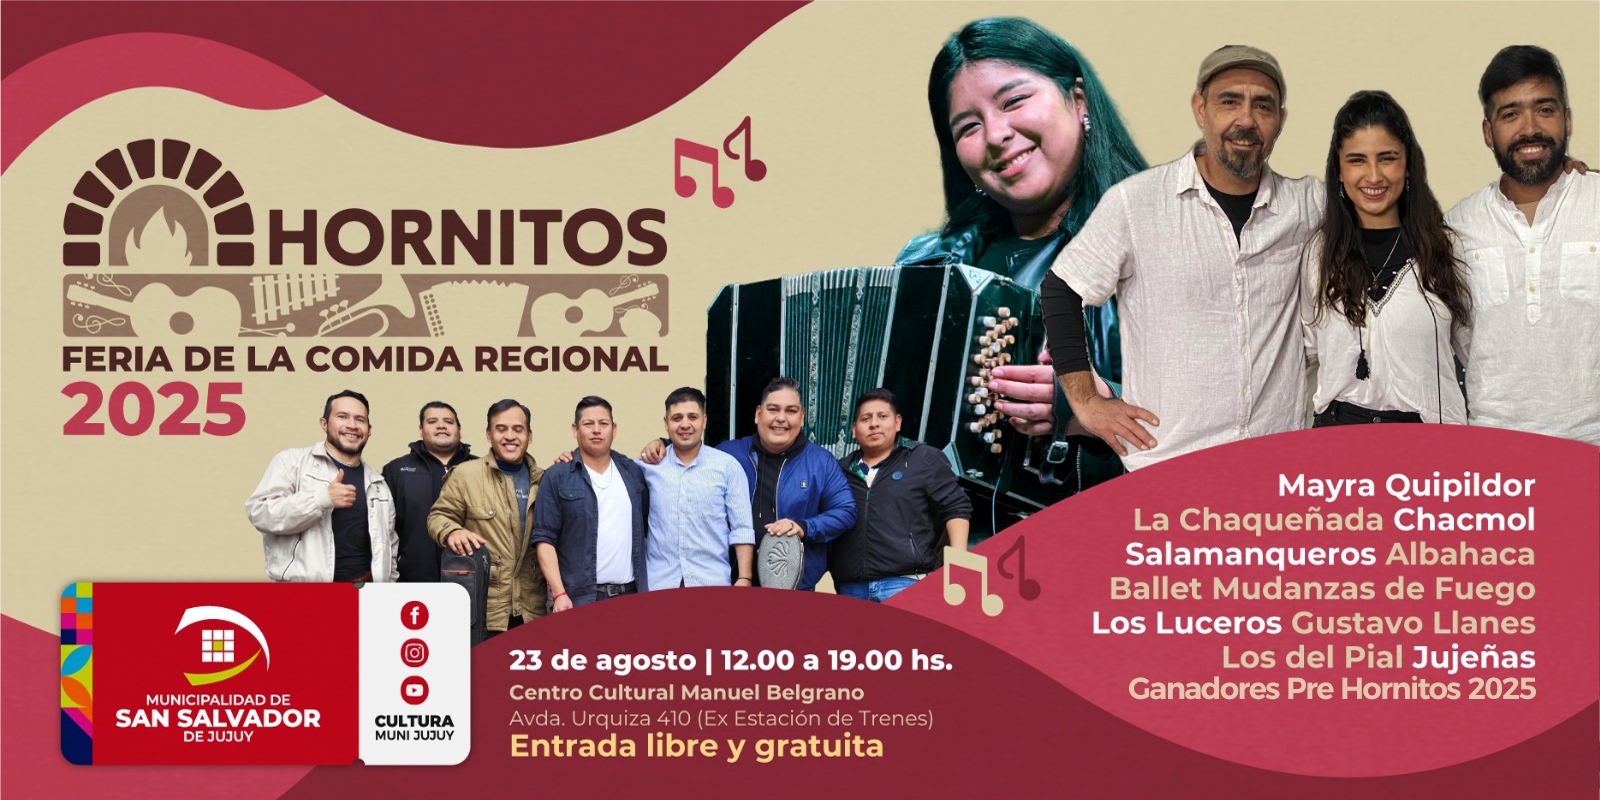 HORNITOS
FERIA DE LA COMIDA REGIONAL
2025
Mayra Quipildor
La Chaqueñada Chacmol
Salamanqueros Albahaca
Ballet Mudanzas de Fuego
Los Luceros Gustavo Llanes
Los del Pial Jujeñas
Ganadores Pre Hornitos 2025
23 de agosto | 12.00 a 19.00 hs.
Centro Cultural Manuel Belgrano
Avda. Urquiza 410 (Ex Estación de Trenes)
Entrada libre y gratuita
MUNICIPALIDAD DE
SAN SALVADOR
DE JUJUY
CULTURA
MUNI JUJUY